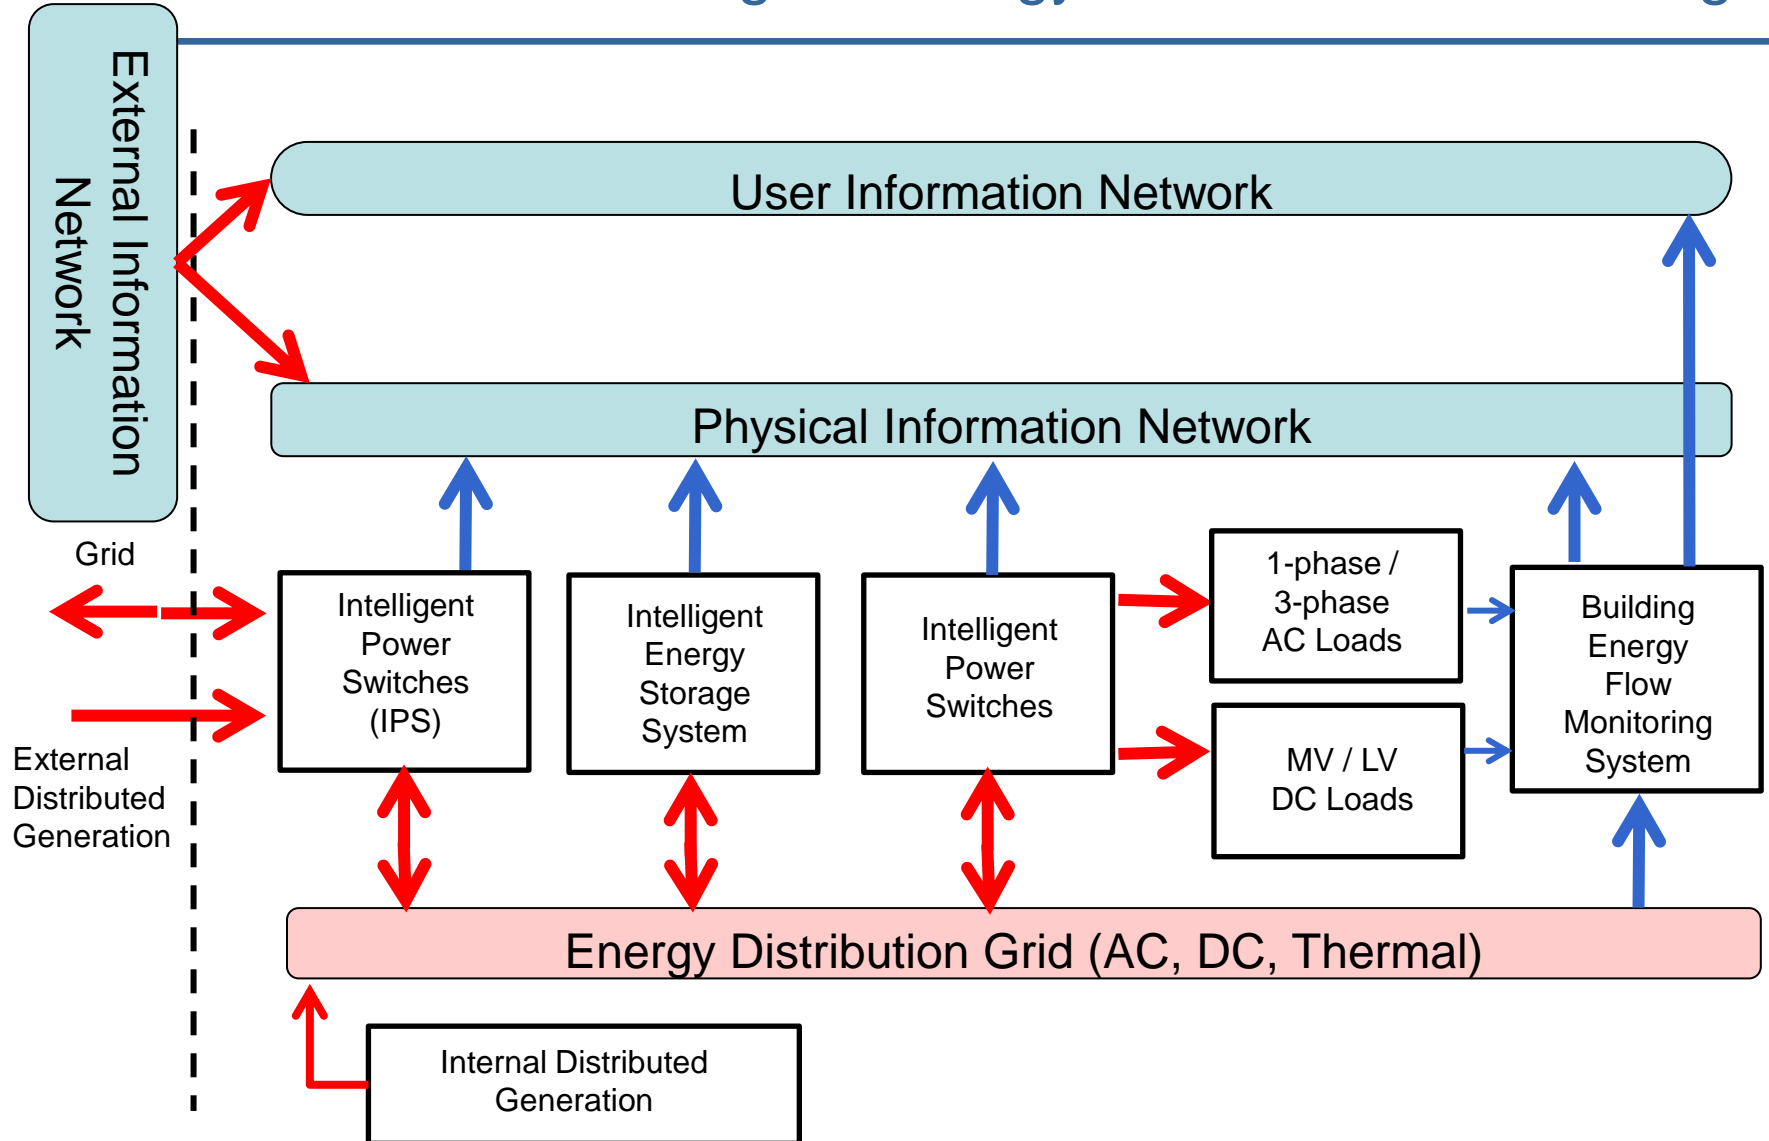 External Information
Network
User Information Network
Physical Information Network
Grid
External
Distributed
Generation
Intelligent
Power
Switches
(IPS)
Intelligent
Energy
Storage
System
Intelligent
Power
Switches
1-phase /
3-phase
AC Loads
MV / LV
DC Loads
Building
Energy
Flow
Monitoring
System
Energy Distribution Grid (AC, DC, Thermal)
Internal Distributed
Generation